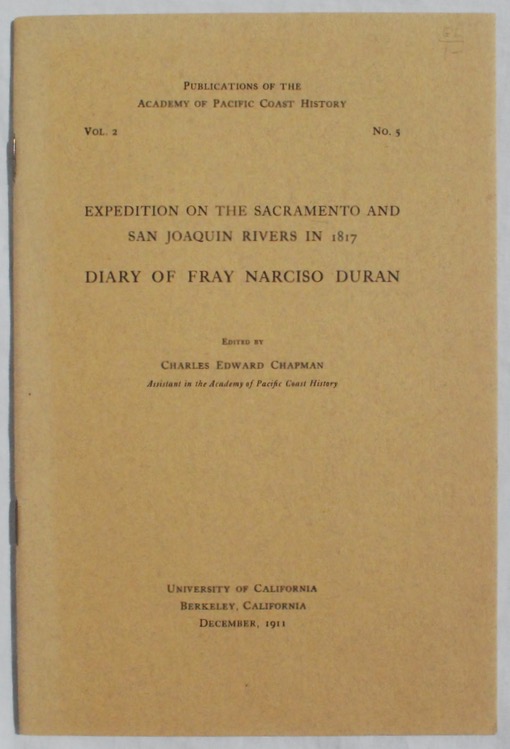 PUBLICATIONS OF THE
ACADEMY OF PACIFIC COAST HISTORY
VOL. 2 NO. 5
EXPEDITION ON THE SACRAMENTO AND
SAN JOAQUIN RIVERS IN 1817
DIARY OF FRAY NARCISO DURAN
EDITED BY
CHARLES EDWARD CHAPMAN
Assistant in the Academy of Pacific Coast History
UNIVERSITY OF CALIFORNIA
BERKELEY, CALIFORNIA
DECEMBER, 1911